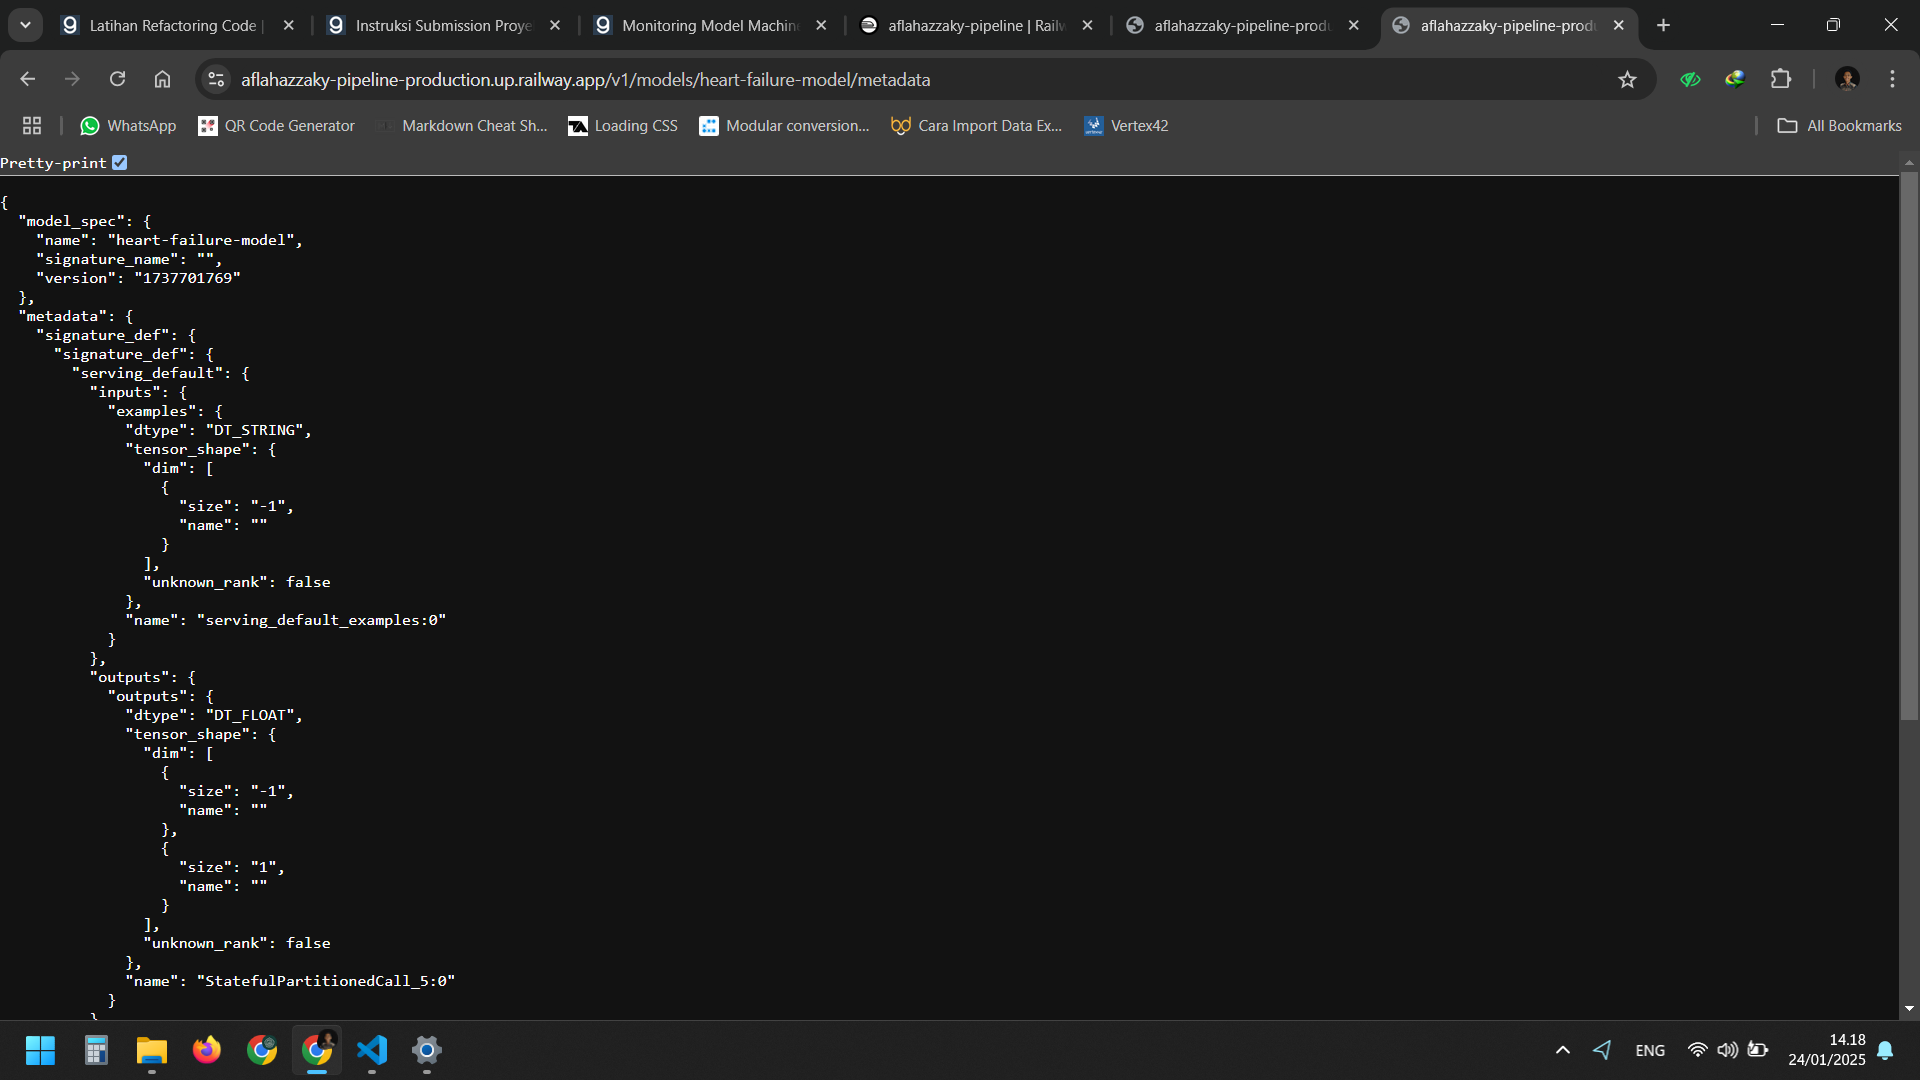 Latihan Refactoring Code |
Instruksi Submission Proye
Monitoring Model Machin
aflahazzaky-pipeline | Railw
aflahazzaky-pipeline-produ
aflahazzaky-pipeline-produ
aflahazzaky-pipeline-production.up.railway.app/v1/models/heart-failure-model/metadata
WhatsApp
QR Code Generator
Markdown Cheat Sh...
Loading CSS
Modular conversion...
Cara Import Data Ex...
Vertex42
All Bookmarks
Pretty-print
{
"model_spec": {
"name": "heart-failure-model",
"signature_name": "",
"version": "1737701769"
},
"metadata": {
"signature_def": {
"signature_def": {
"serving_default": {
"inputs": {
"examples": {
"dtype": "DT_STRING",
"tensor_shape": {
"dim": [
{
"size": "-1",
"name": ""
}
],
"unknown_rank": false
},
"name": "serving_default_examples:0"
}
},
"outputs": {
"outputs": {
"dtype": "DT_FLOAT",
"tensor_shape": {
"dim": [
{
"size": "-1",
"name": ""
},
{
"size": "1",
"name": ""
}
],
"unknown_rank": false
},
"name": "StatefulPartitionedCall_5:0"
}
}
ENG
14.18
24/01/2025